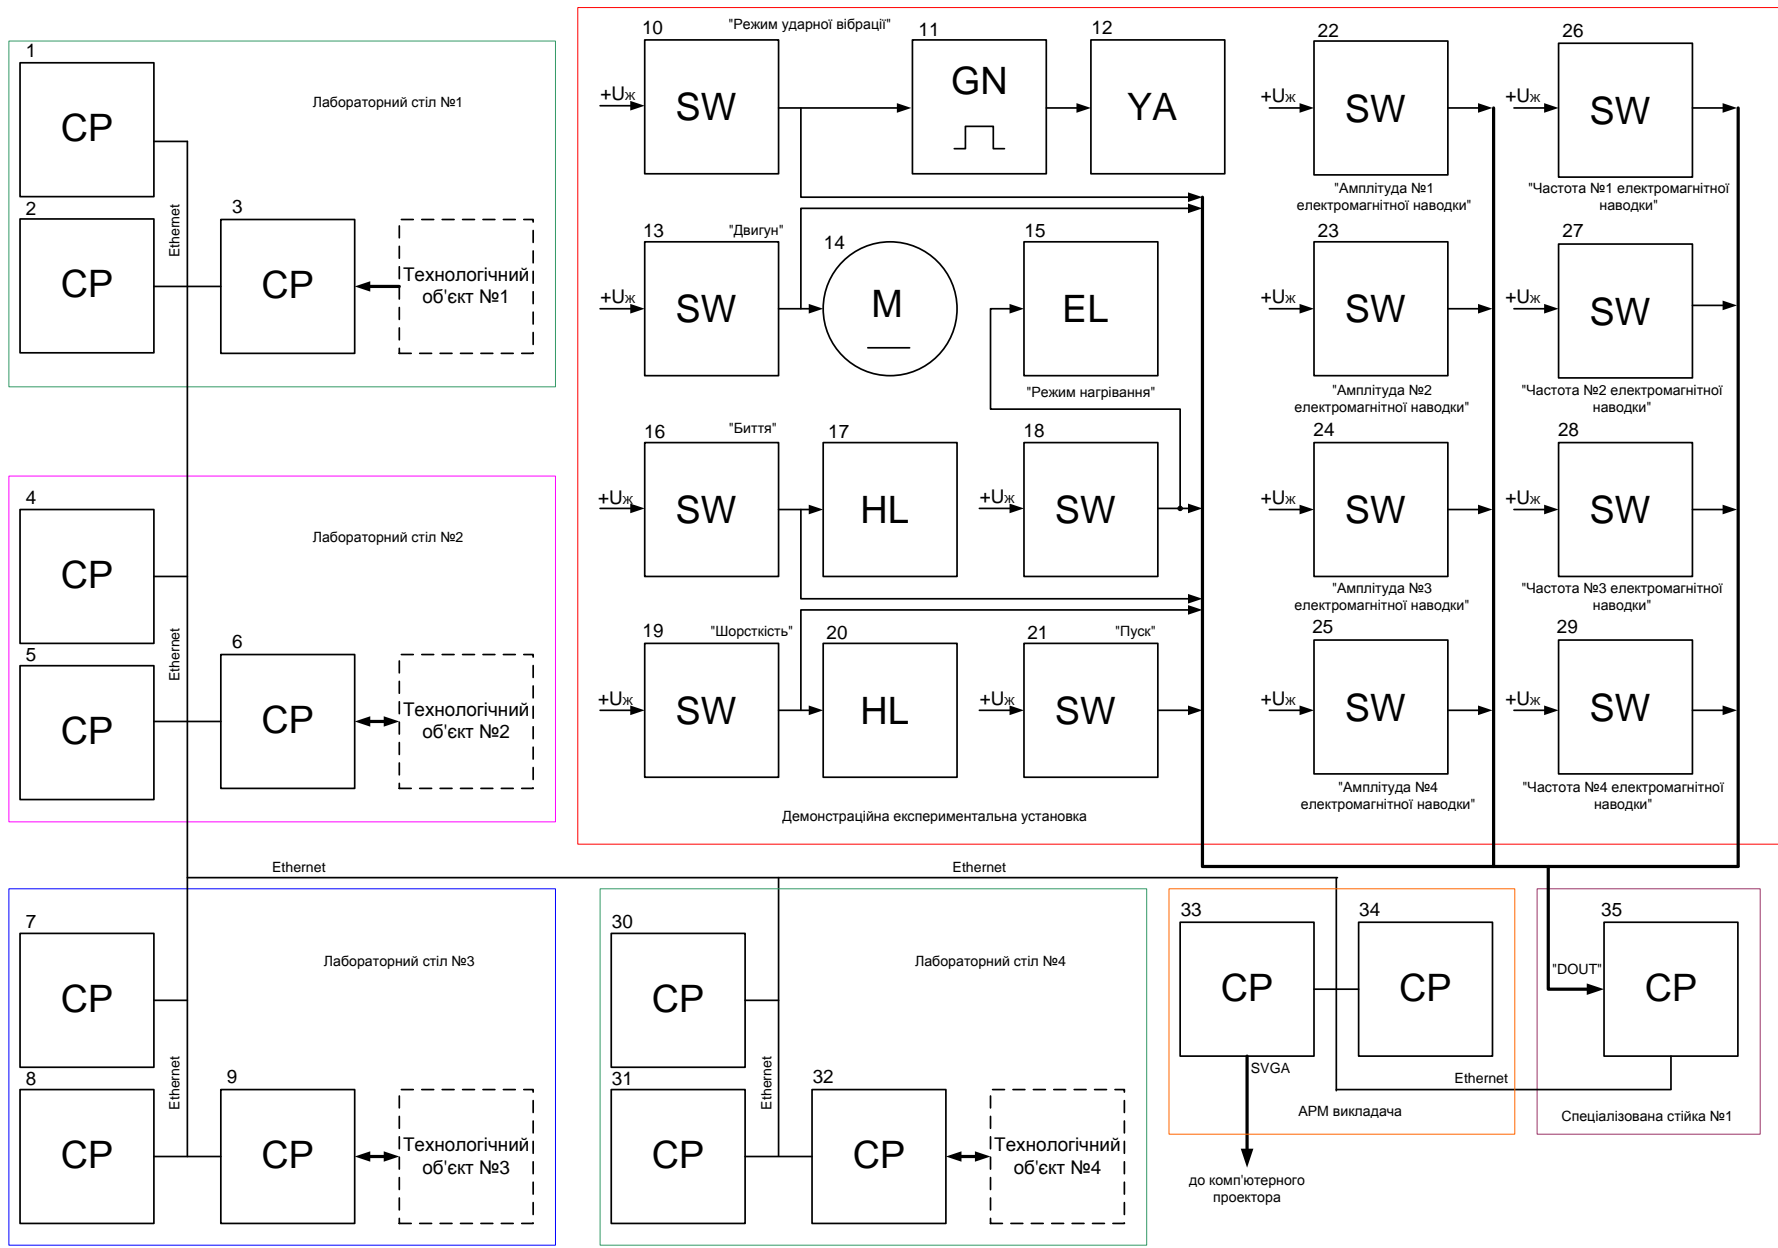 1
Лабораторний стіл №1
CP
2
CP
Ethernet
3
CP
Технологічний
об'єкт №1
4
Лабораторний стіл №2
CP
5
CP
Ethernet
6
CP
Технологічний
об'єкт №2
10
"Режим ударної вібрації"
+Uж
SW
11
GN
12
YA
13
"Двигун"
+Uж
SW
14
M
15
EL
"Режим нагрівання"
16
"Биття"
+Uж
SW
17
HL
18
+Uж
SW
19
"Шорсткість"
+Uж
SW
20
HL
21
"Пуск"
+Uж
SW
Демонстраційна експериментальна установка
22
+Uж
SW
"Амплітуда №1
електромагнітної наводки"
23
+Uж
SW
"Амплітуда №2
електромагнітної наводки"
24
+Uж
SW
"Амплітуда №3
електромагнітної наводки"
25
+Uж
SW
"Амплітуда №4
електромагнітної наводки"
26
+Uж
SW
"Частота №1 електромагнітної
наводки"
27
+Uж
SW
"Частота №2 електромагнітної
наводки"
28
+Uж
SW
"Частота №3 електромагнітної
наводки"
29
+Uж
SW
"Частота №4 електромагнітної
наводки"
Ethernet
Ethernet
7
Лабораторний стіл №3
CP
8
CP
Ethernet
9
CP
Технологічний
об'єкт №3
30
Лабораторний стіл №4
CP
31
CP
Ethernet
32
CP
Технологічний
об'єкт №4
33
CP
34
CP
SVGA
Ethernet
АРМ викладача
до комп'ютерного
проектора
35
"DOUT"
CP
Спеціалізована стійка №1